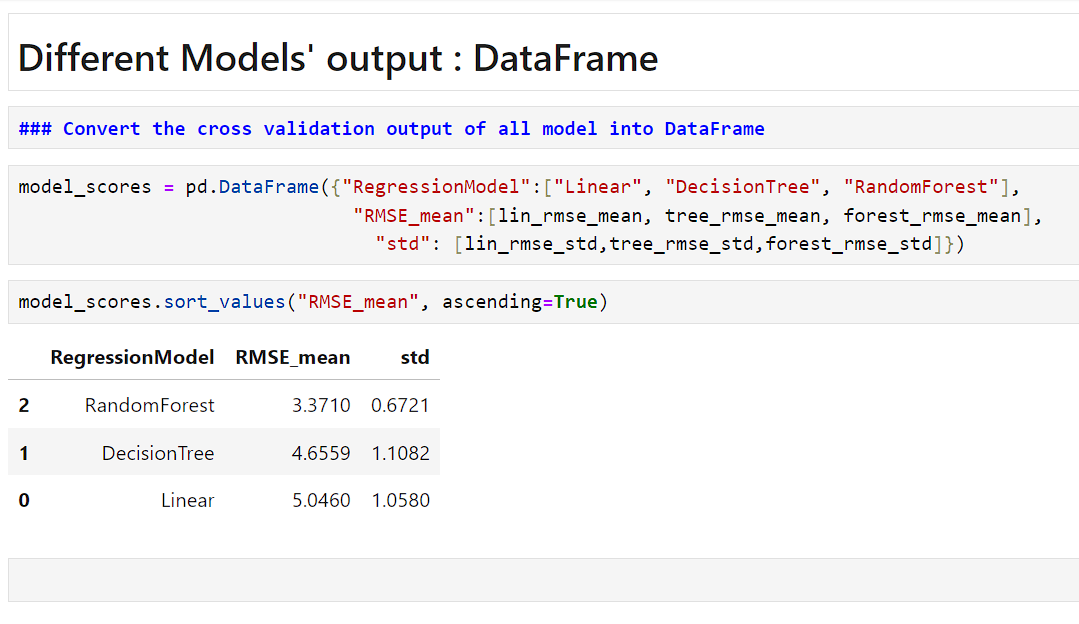 Different Models' output : DataFrame
### Convert the cross validation output of all model into DataFrame
model_scores = pd.DataFrame({"RegressionModel":["Linear", "DecisionTree", "RandomForest"],
"RMSE_mean":[lin_rmse_mean, tree_rmse_mean, forest_rmse_mean],
"std": [lin_rmse_std,tree_rmse_std,forest_rmse_std]})
model_scores.sort_values("RMSE_mean", ascending=True)
RegressionModel RMSE_mean std
2 RandomForest 3.3710 0.6721
1 DecisionTree 4.6559 1.1082
0 Linear 5.0460 1.0580